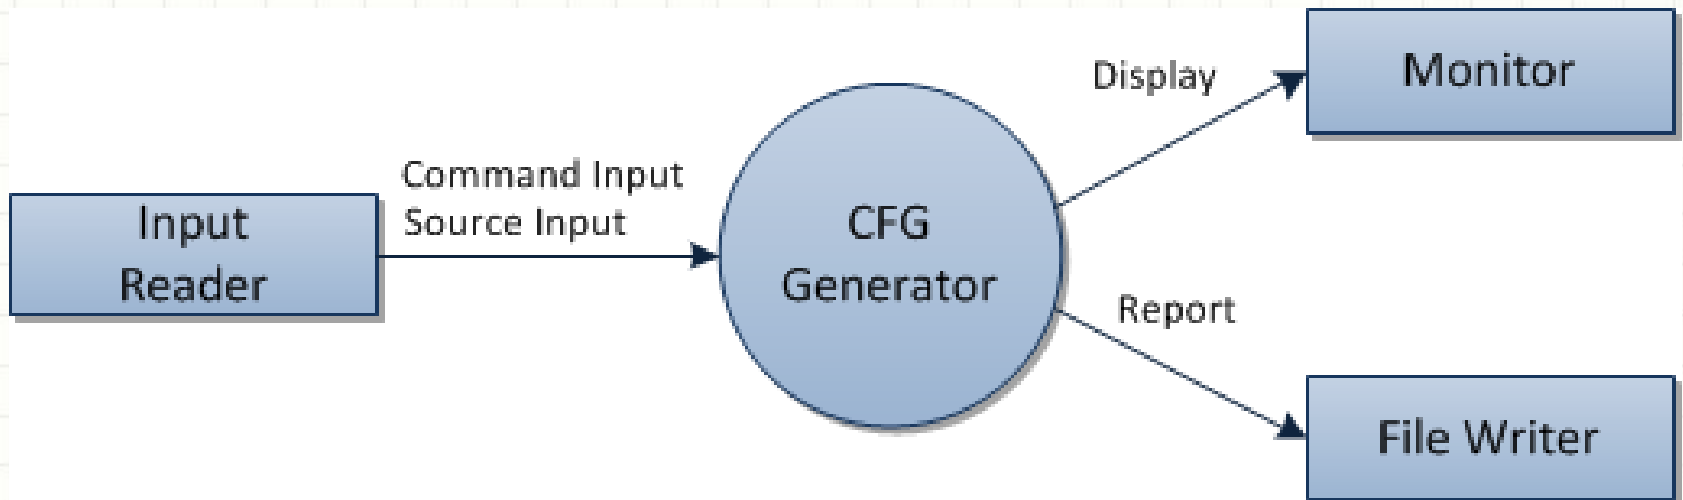 Input
Reader
Command Input
Source Input
CFG
Generator
Display
Monitor
Report
File Writer